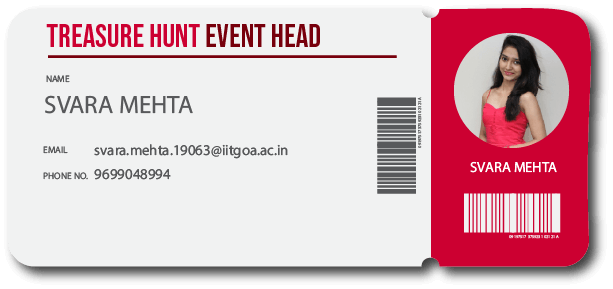 TREASURE HUNT EVENT HEAD
NAME
SVARA MEHTA
EMAIL svara.mehta.19063@iitgoa.ac.in
PHONE NO. 9699048994
SVARA MEHTA